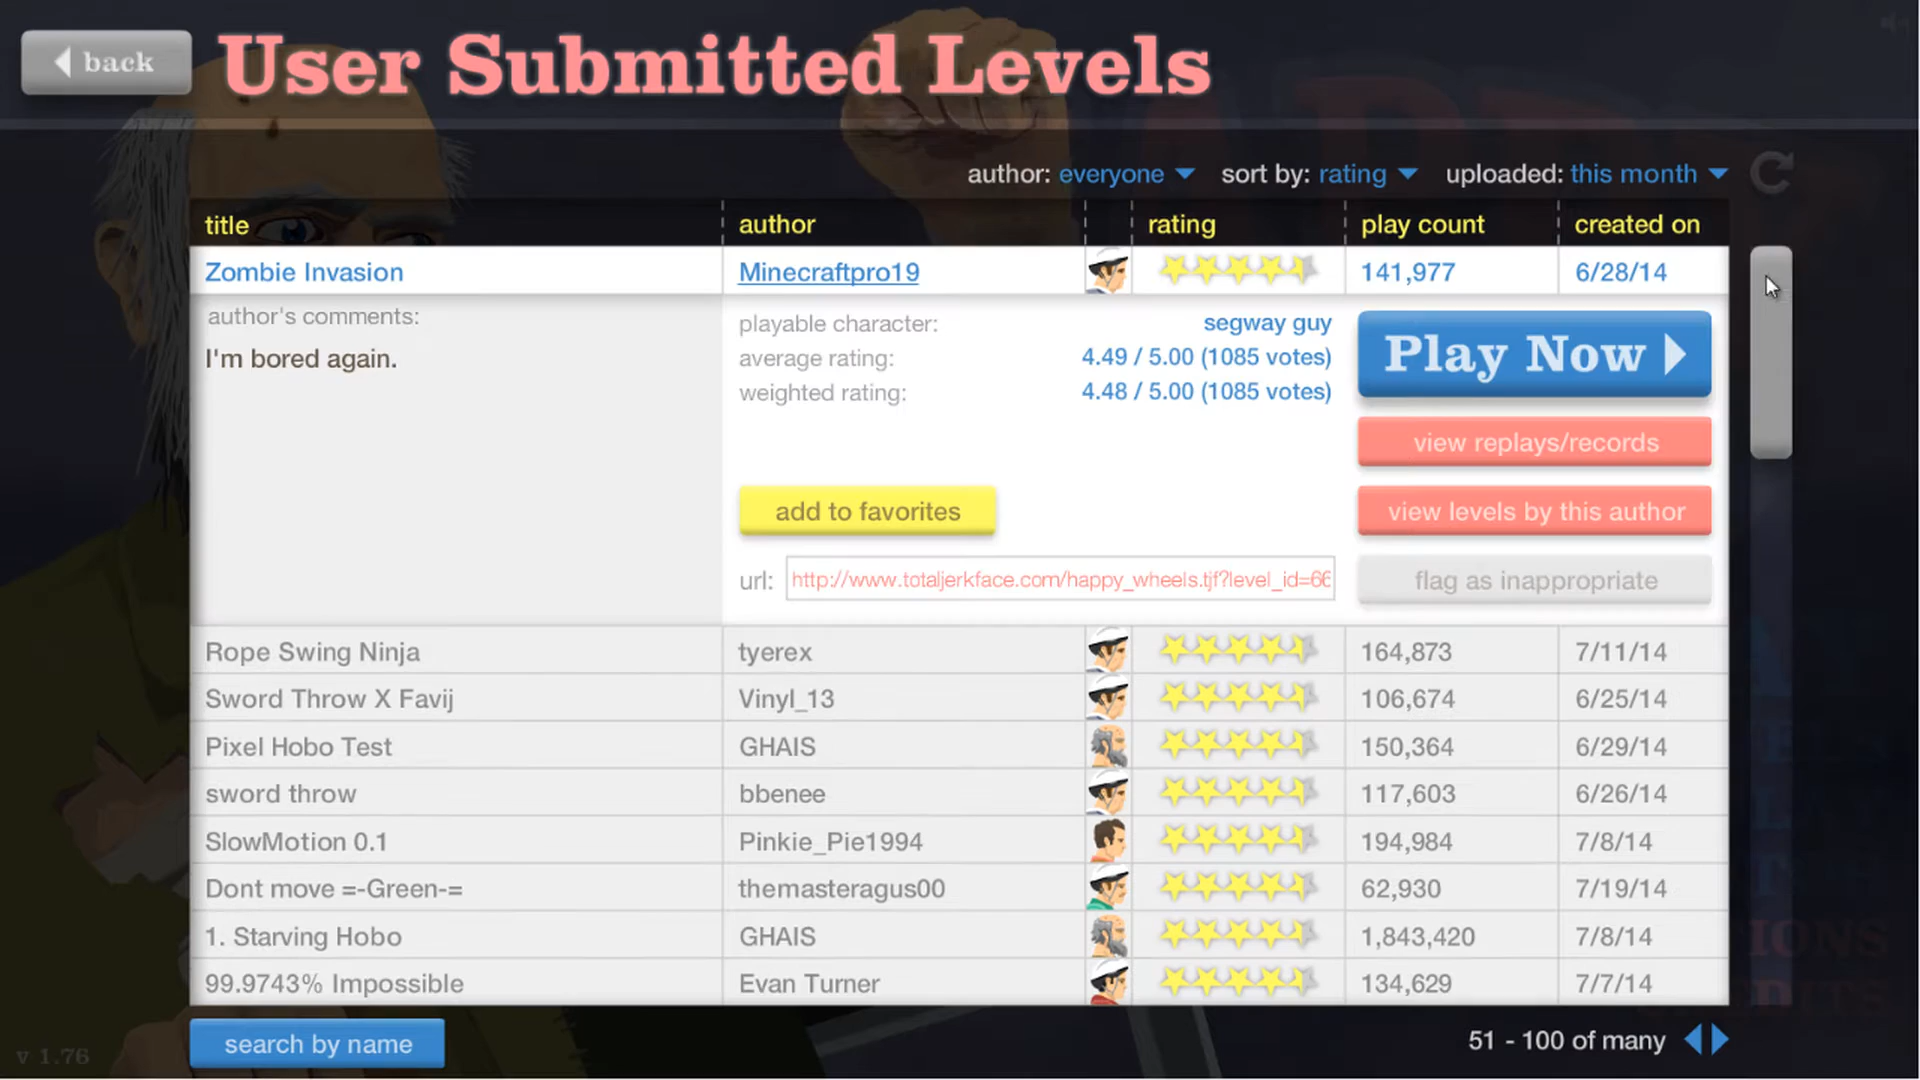 back
User Submitted Levels
author: everyone sort by: rating uploaded: this month
title author rating play count created on
Zombie Invasion Minecraftpro19 141,977 6/28/14
author's comments:
I'm bored again.
playable character: segway guy
average rating: 4.49 / 5.00 (1085 votes)
weighted rating: 4.48 / 5.00 (1085 votes)
Play Now
view replays/records
add to favorites
view levels by this author
url: http://www.totaljerkface.com/happy_wheels.tjf?level_id=66
flag as inappropriate
Rope Swing Ninja tyerex 164,873 7/11/14
Sword Throw X Favij Vinyl_13 106,674 6/25/14
Pixel Hobo Test GHAIS 150,364 6/29/14
sword throw bbenee 117,603 6/26/14
SlowMotion 0.1 Pinkie_Pie1994 194,984 7/8/14
Dont move =-Green-= themasteragus00 62,930 7/19/14
1. Starving Hobo GHAIS 1,843,420 7/8/14
99.9743% Impossible Evan Turner 134,629 7/7/14
search by name
51 - 100 of many
v 1.76